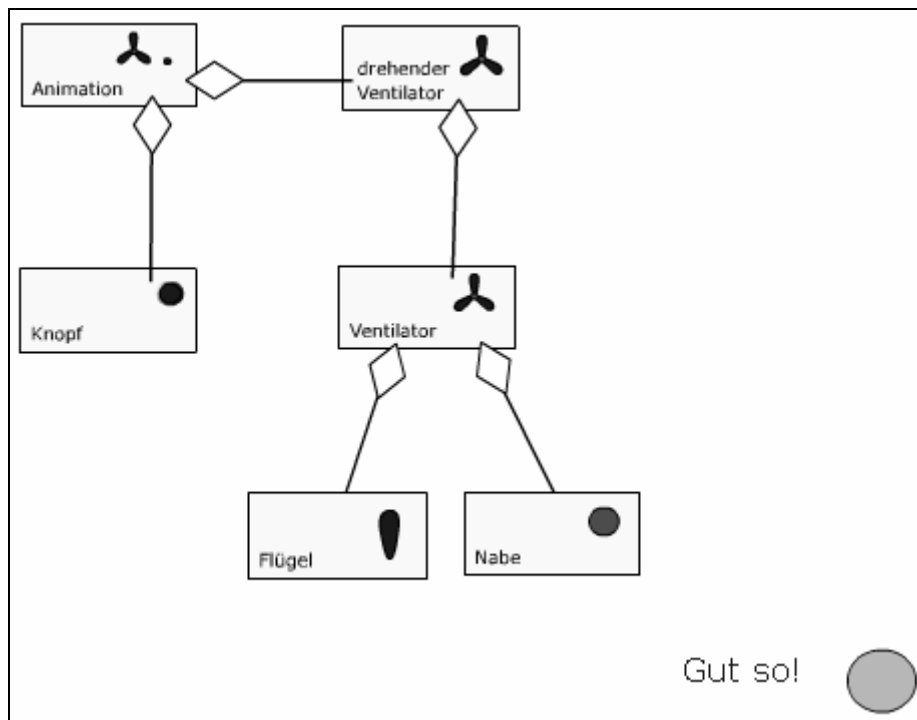 Animation
drehender
Ventilator
Knopf
Ventilator
Flügel
Nabe
Gut so!